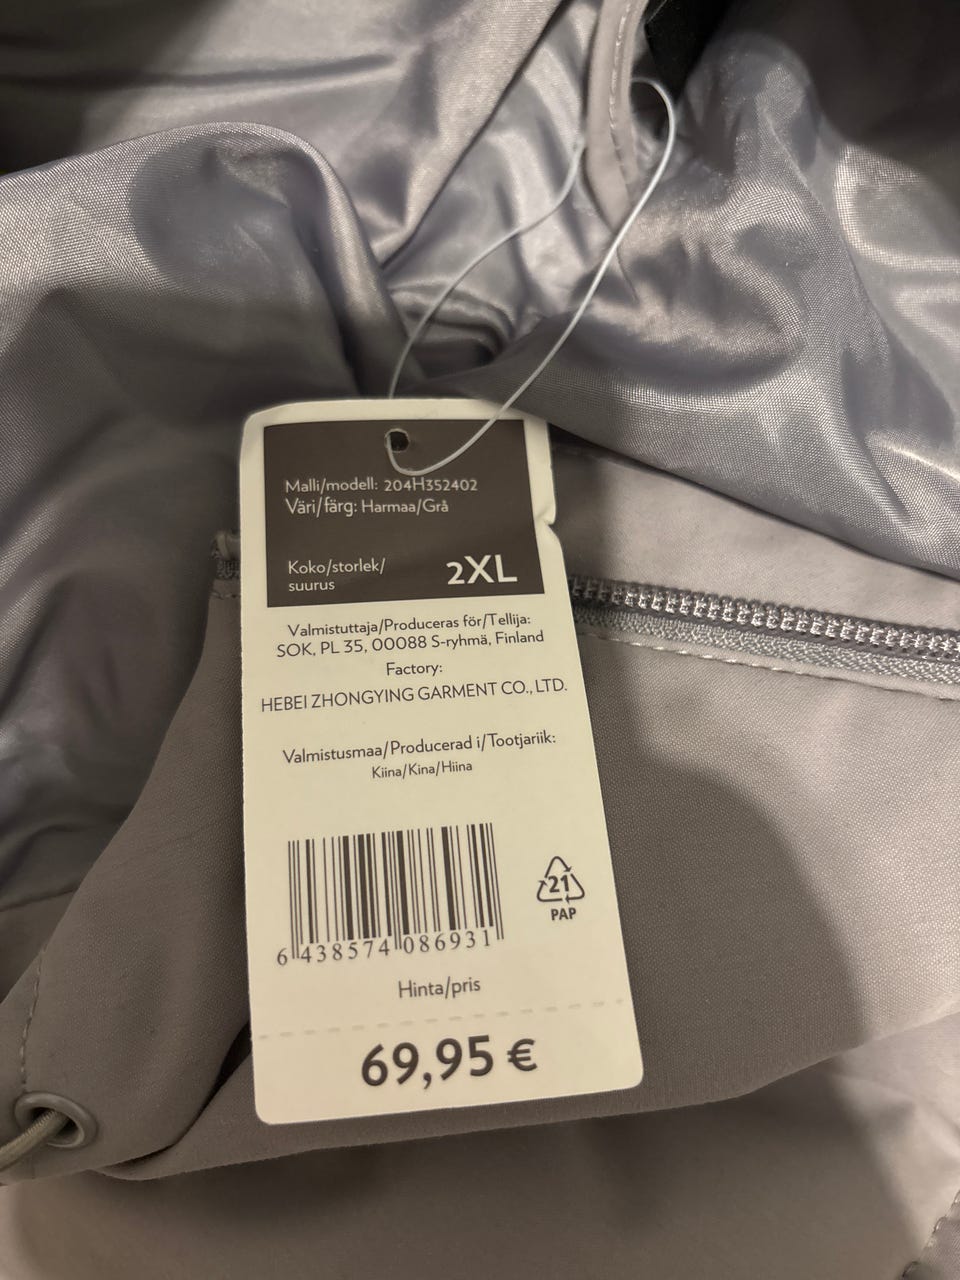 Malli/modell: 204H352402
Väri/färg: Harmaa/Grå
Koko/storlek/
suurus
2XL
Valmistuttaja/Produceras för/Tellija:
SOK, PL 35, 00088 S-ryhmä, Finland
Factory:
HEBEI ZHONGYING GARMENT CO., LTD.
Valmistusmaa/Producerad i/Tootjariik:
Kiina/Kina/Hiina
21
PAP
6 438574 086931
Hinta/pris
69,95 €